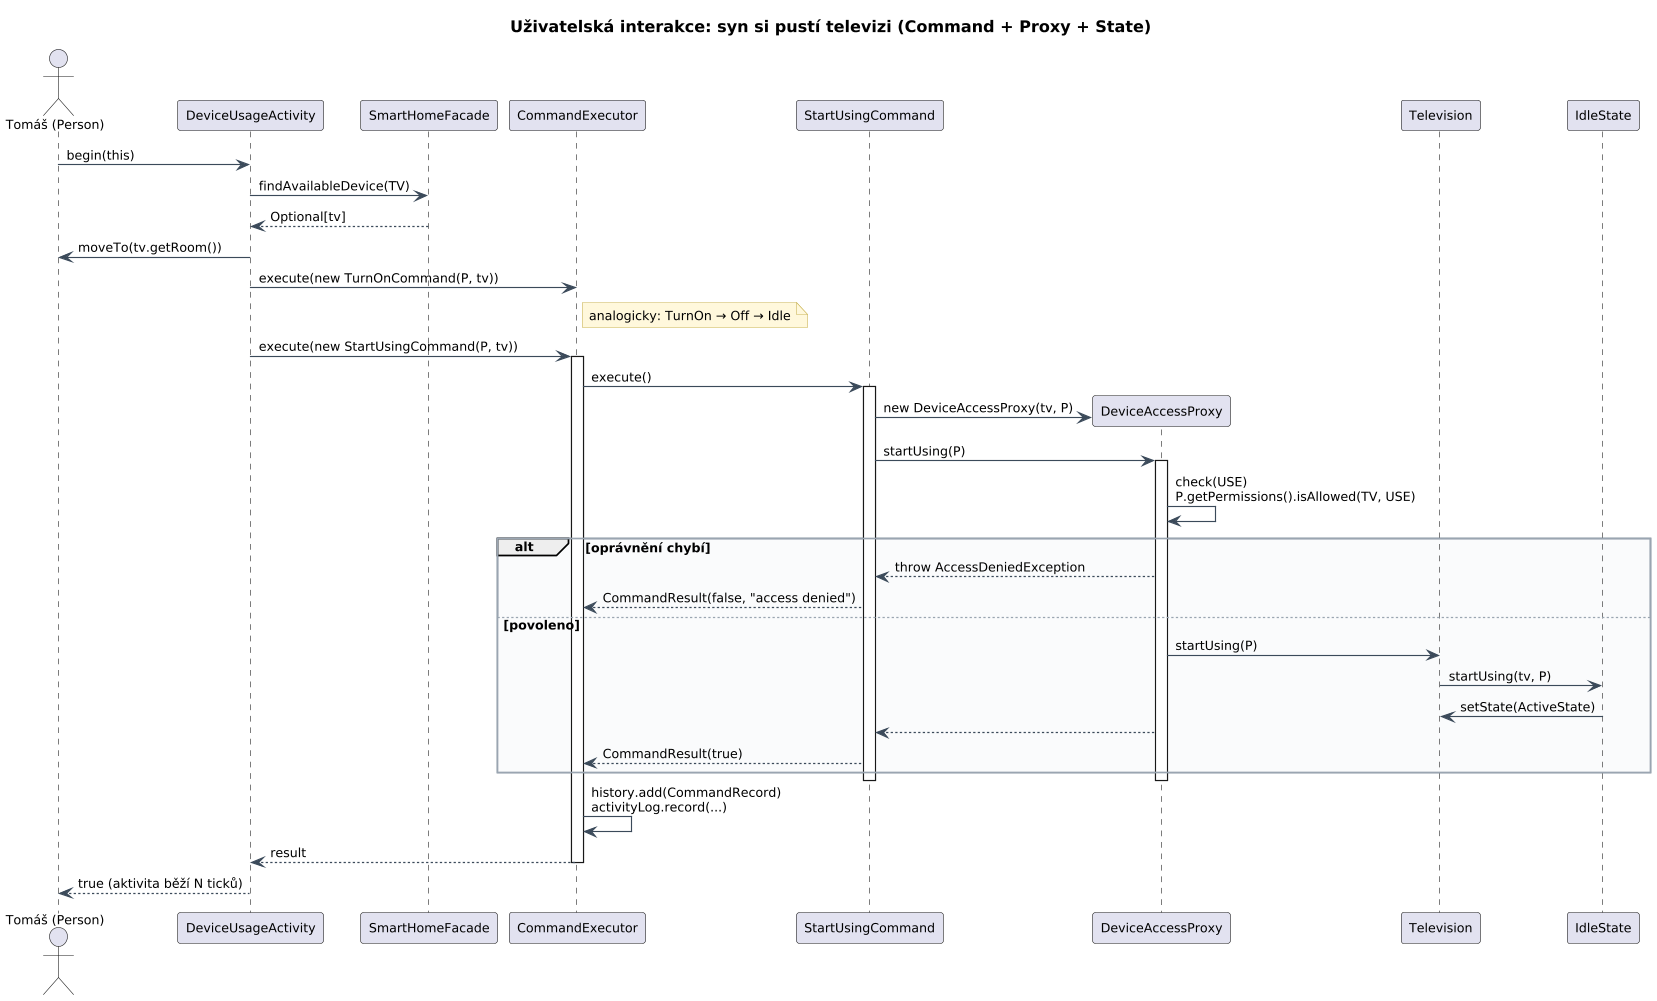 Uživatelská interakce: syn si pustí televizi (Command + Proxy + State)
Tomáš (Person)
DeviceUsageActivity
SmartHomeFacade
CommandExecutor
StartUsingCommand
Television
IdleState
begin(this)
findAvailableDevice(TV)
Optional[tv]
moveTo(tv.getRoom())
execute(new TurnOnCommand(P, tv))
analogicky: TurnOn → Off → Idle
execute(new StartUsingCommand(P, tv))
execute()
new DeviceAccessProxy(tv, P)
DeviceAccessProxy
startUsing(P)
check(USE)
P.getPermissions().isAllowed(TV, USE)
alt
[oprávnění chybí]
throw AccessDeniedException
CommandResult(false, "access denied")
[povoleno]
startUsing(P)
startUsing(tv, P)
setState(ActiveState)
CommandResult(true)
history.add(CommandRecord)
activityLog.record(...)
result
true (aktivita běží N ticků)
Tomáš (Person)
DeviceUsageActivity
SmartHomeFacade
CommandExecutor
StartUsingCommand
DeviceAccessProxy
Television
IdleState